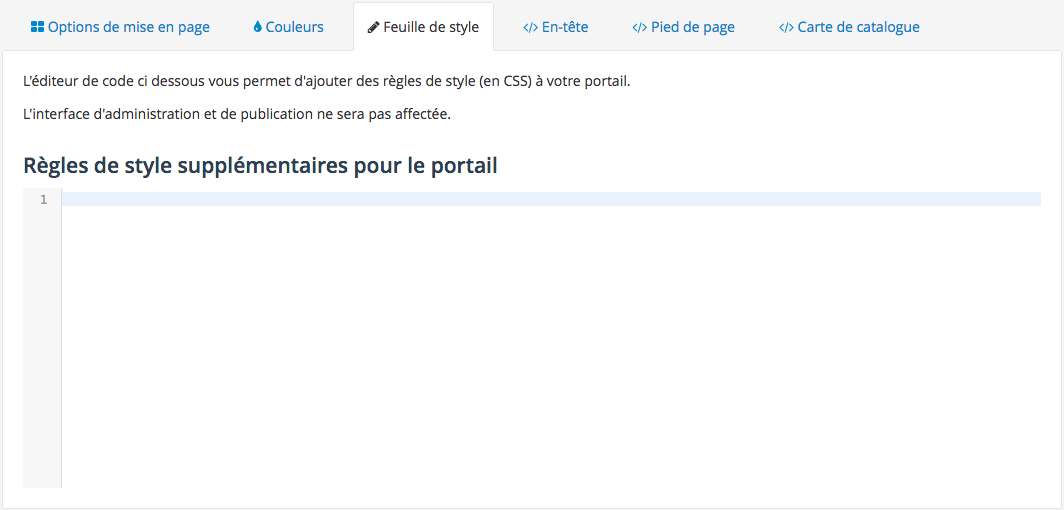 Options de mise en page Couleurs Feuille de style </> En-tête </> Pied de page </> Carte de catalogue
L'éditeur de code ci dessous vous permet d'ajouter des règles de style (en CSS) à votre portail.
L'interface d'administration et de publication ne sera pas affectée.
Règles de style supplémentaires pour le portail
1